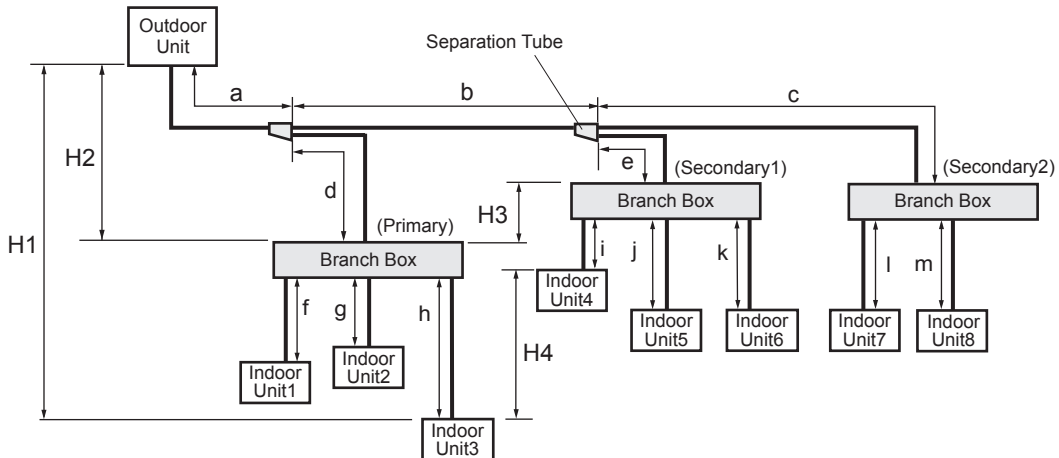 Outdoor
Unit
Separation Tube
a
b
c
H2
H1
d
e
(Secondary1)
(Secondary2)
Branch Box
Branch Box
H3
(Primary)
Branch Box
i
j
k
l
m
Indoor
Unit4
f
g
h
H4
Indoor
Unit5
Indoor
Unit6
Indoor
Unit7
Indoor
Unit8
Indoor
Unit1
Indoor
Unit2
Indoor
Unit3